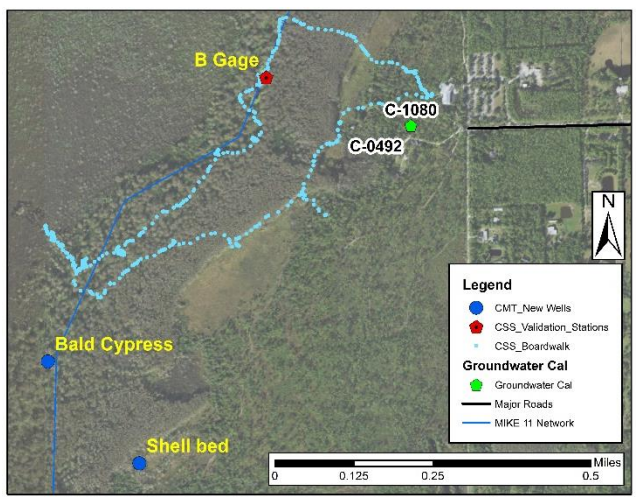 B Gage
C-1080
C-0492
N
Legend
CMT_New Wells
CSS_Validation_Stations
CSS_Boardwalk
Groundwater Cal
Groundwater Cal
Major Roads
MIKE 11 Network
Bald Cypress
Shell bed
Miles
0 0.125 0.25 0.5